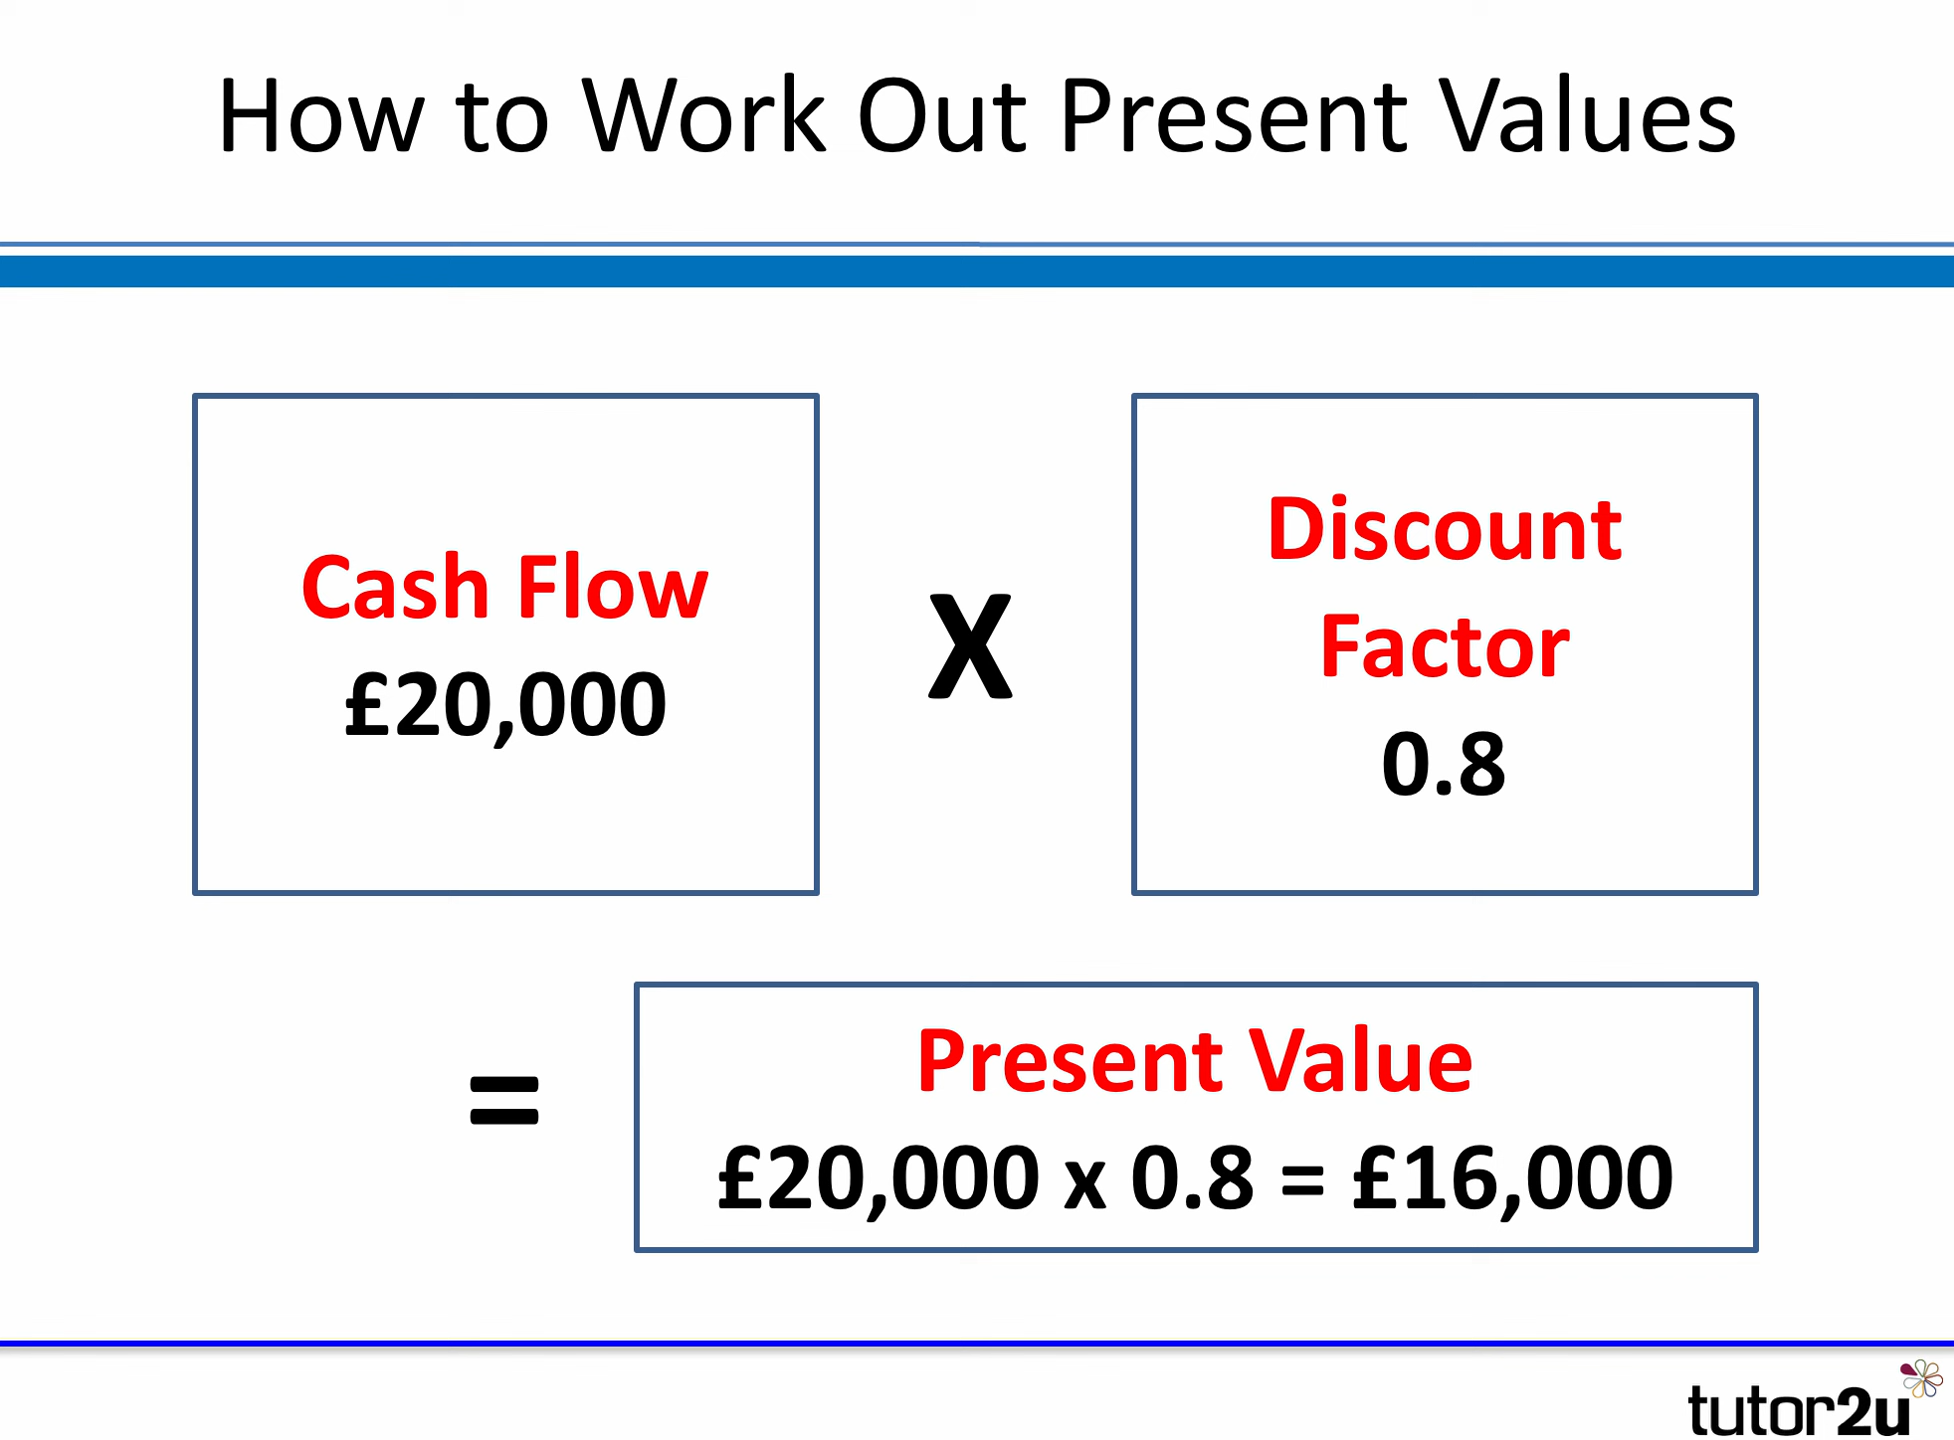 How to Work Out Present Values
Cash Flow
£20,000
X
Discount
Factor
0.8
=
Present Value
£20,000 x 0.8 = £16,000
tutor2u